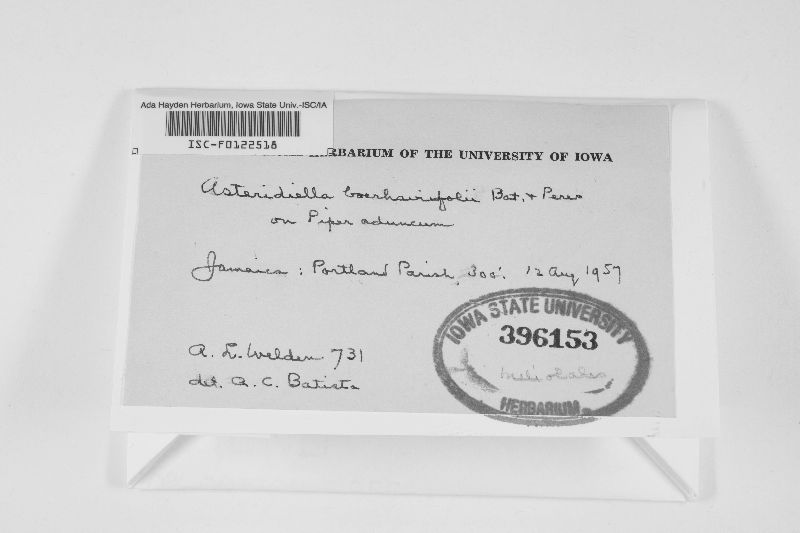 Ada Hayden Herbarium, Iowa State Univ.-ISC/IA
ISC-F0122518
HERBARIUM OF THE UNIVERSITY OF IOWA
Asteridiella boerhaviifolii Bat. + Peres
on Piper aduncum
Jamaica: Portland Parish, 300'. 12 Aug 1957
A. L. Welden 731
det. A. C. Batista
IOWA STATE UNIVERSITY
396153
Meliolales
HERBARIUM